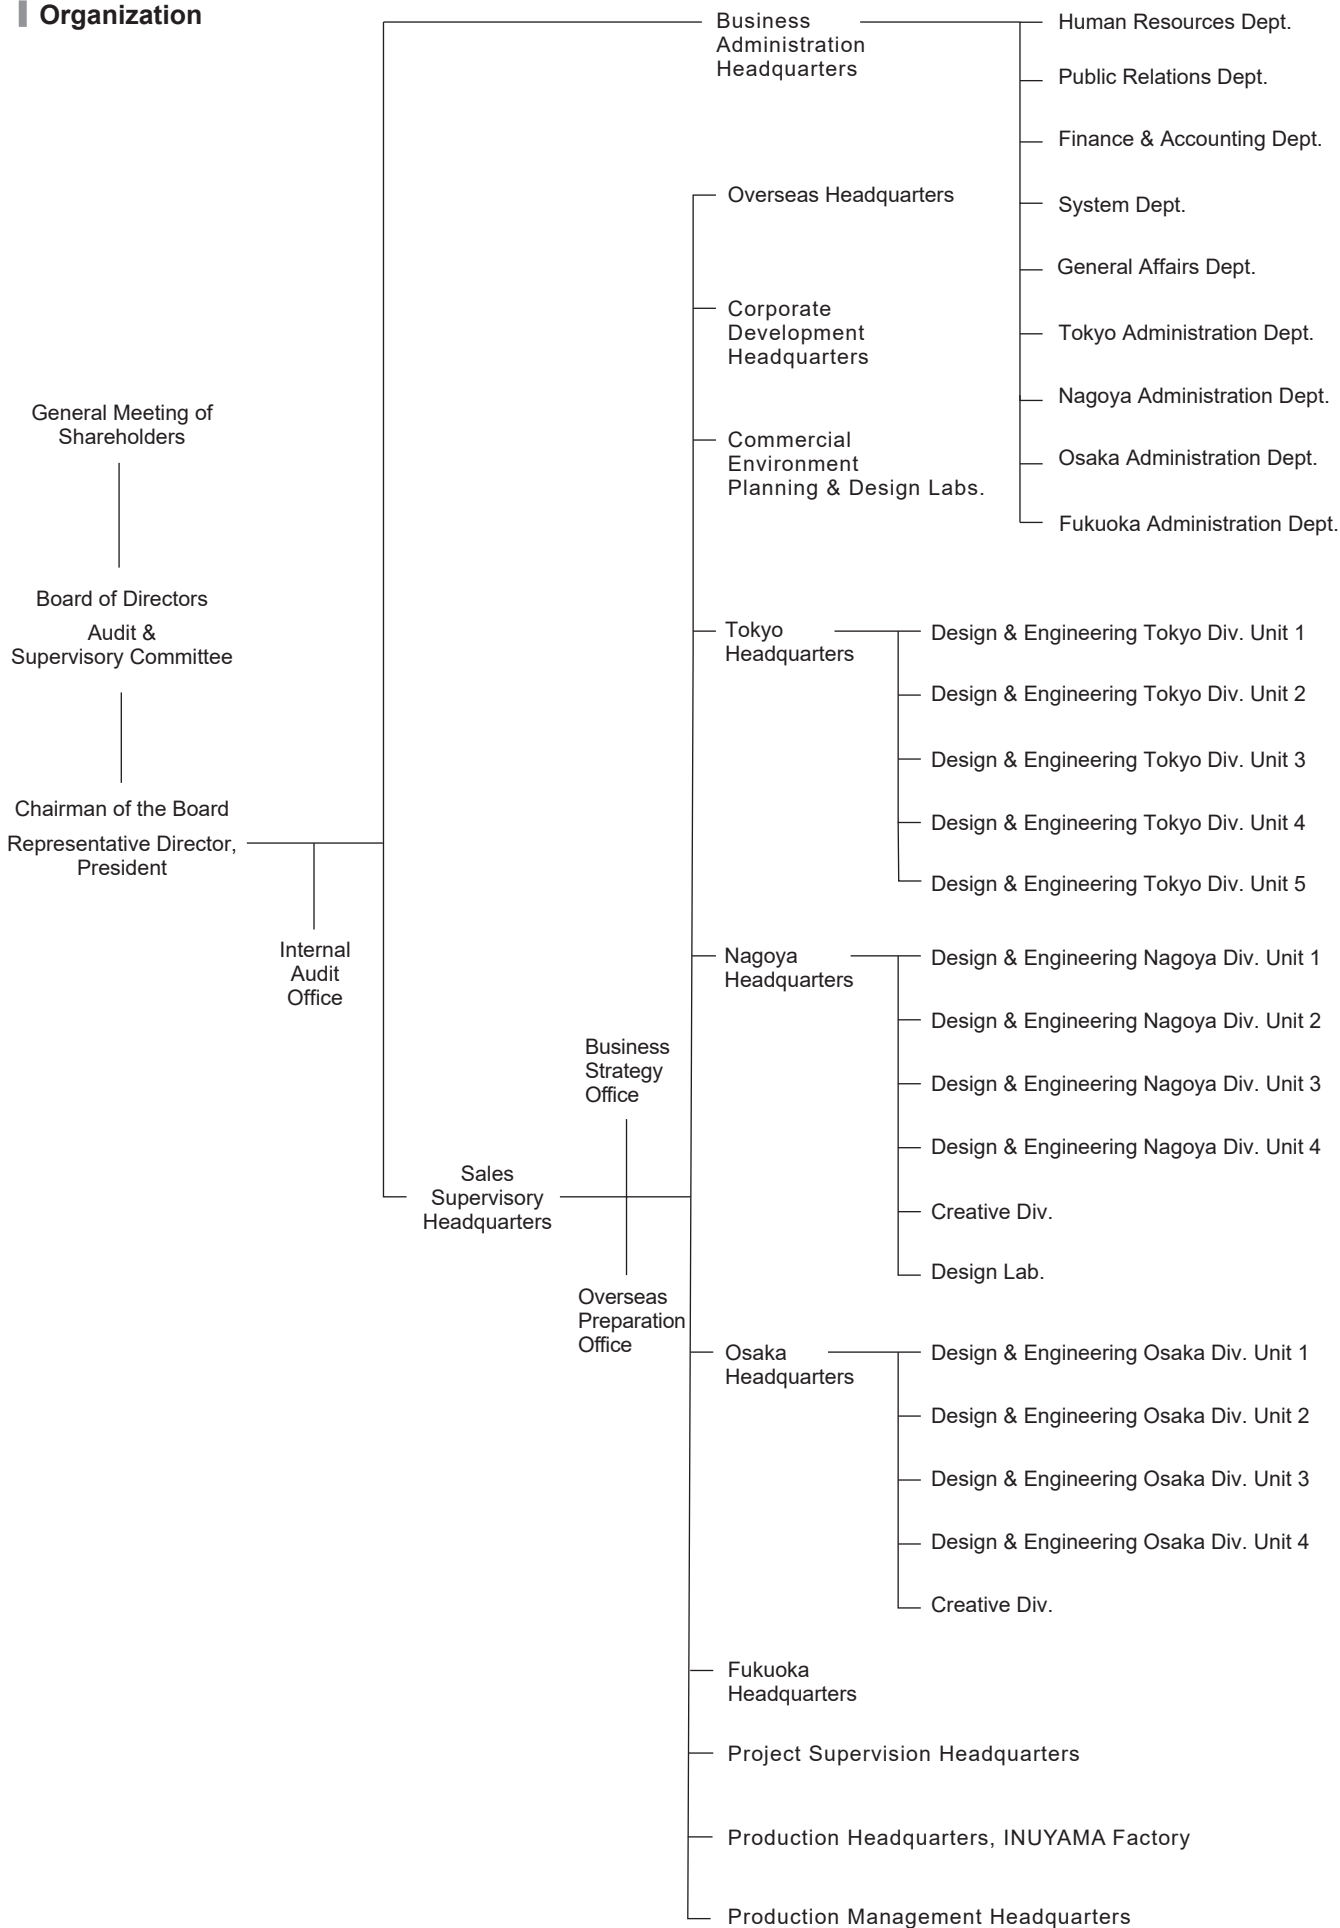 Organization
General Meeting of
Shareholders
Board of Directors
Audit &
Supervisory Committee
Chairman of the Board
Representative Director,
President
Internal
Audit
Office
Business
Administration
Headquarters
Human Resources Dept.
Public Relations Dept.
Finance & Accounting Dept.
System Dept.
General Affairs Dept.
Tokyo Administration Dept.
Nagoya Administration Dept.
Osaka Administration Dept.
Fukuoka Administration Dept.
Sales
Supervisory
Headquarters
Business
Strategy
Office
Overseas
Preparation
Office
Overseas Headquarters
Corporate
Development
Headquarters
Commercial
Environment
Planning & Design Labs.
Tokyo
Headquarters
Design & Engineering Tokyo Div. Unit 1
Design & Engineering Tokyo Div. Unit 2
Design & Engineering Tokyo Div. Unit 3
Design & Engineering Tokyo Div. Unit 4
Design & Engineering Tokyo Div. Unit 5
Nagoya
Headquarters
Design & Engineering Nagoya Div. Unit 1
Design & Engineering Nagoya Div. Unit 2
Design & Engineering Nagoya Div. Unit 3
Design & Engineering Nagoya Div. Unit 4
Creative Div.
Design Lab.
Osaka
Headquarters
Design & Engineering Osaka Div. Unit 1
Design & Engineering Osaka Div. Unit 2
Design & Engineering Osaka Div. Unit 3
Design & Engineering Osaka Div. Unit 4
Creative Div.
Fukuoka
Headquarters
Project Supervision Headquarters
Production Headquarters, INUYAMA Factory
Production Management Headquarters